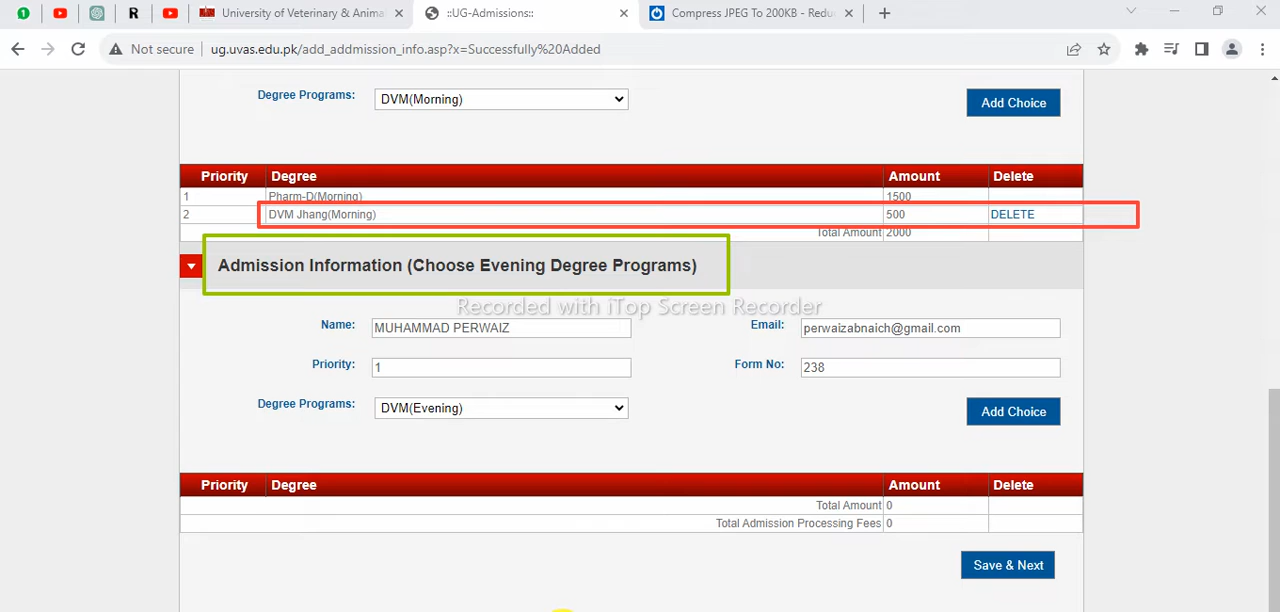 University of Veterinary & Anima
::UG-Admissions::
Compress JPEG To 200KB - Redu
Not secure
ug.uvas.edu.pk/add_addmission_info.asp?x=Successfully%20Added
Degree Programs: DVM(Morning) Add Choice
Priority Degree Amount Delete
1 Pharm-D(Morning) 1500
2 DVM Jhang(Morning) 500 DELETE
Total Amount 2000
Admission Information (Choose Evening Degree Programs)
Recorded with iTop Screen Recorder
Name: MUHAMMAD PERWAIZ Email: perwaizabnaich@gmail.com
Priority: 1 Form No: 238
Degree Programs: DVM(Evening) Add Choice
Priority Degree Amount Delete
Total Amount 0
Total Admission Processing Fees 0
Save & Next